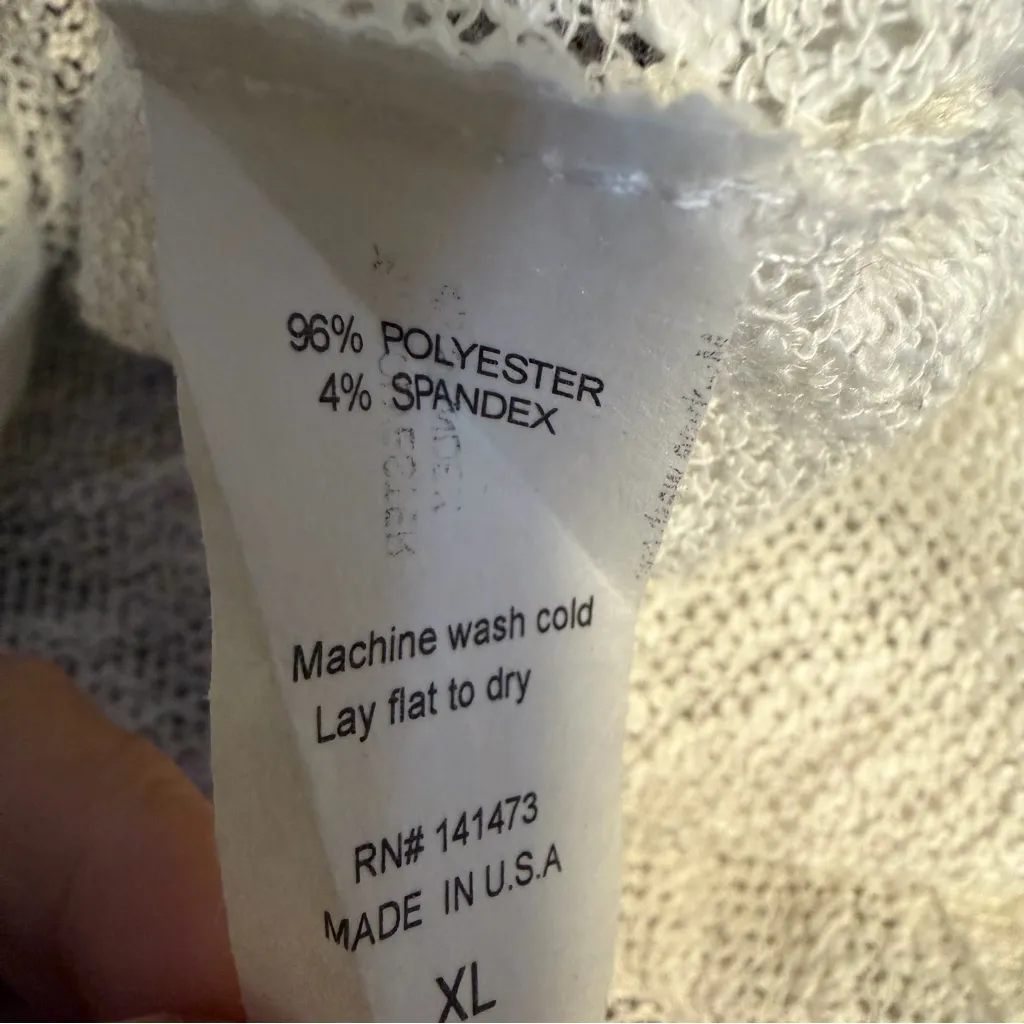 96% POLYESTER
4% SPANDEX
Machine wash cold
Lay flat to dry
RN# 141473
MADE IN U.S.A
XL